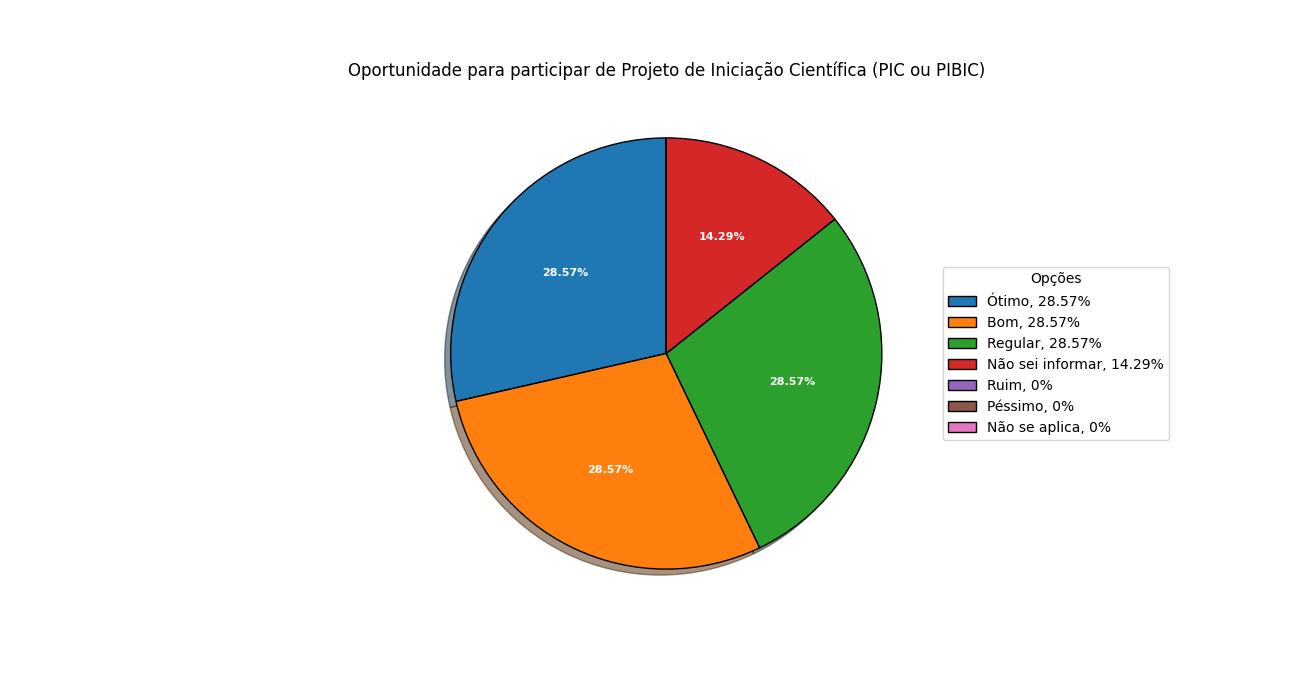 Oportunidade para participar de Projeto de Iniciação Científica (PIC ou PIBIC)
14.29%
28.57%
28.57%
28.57%
Opções
Ótimo, 28.57%
Bom, 28.57%
Regular, 28.57%
Não sei informar, 14.29%
Ruim, 0%
Péssimo, 0%
Não se aplica, 0%